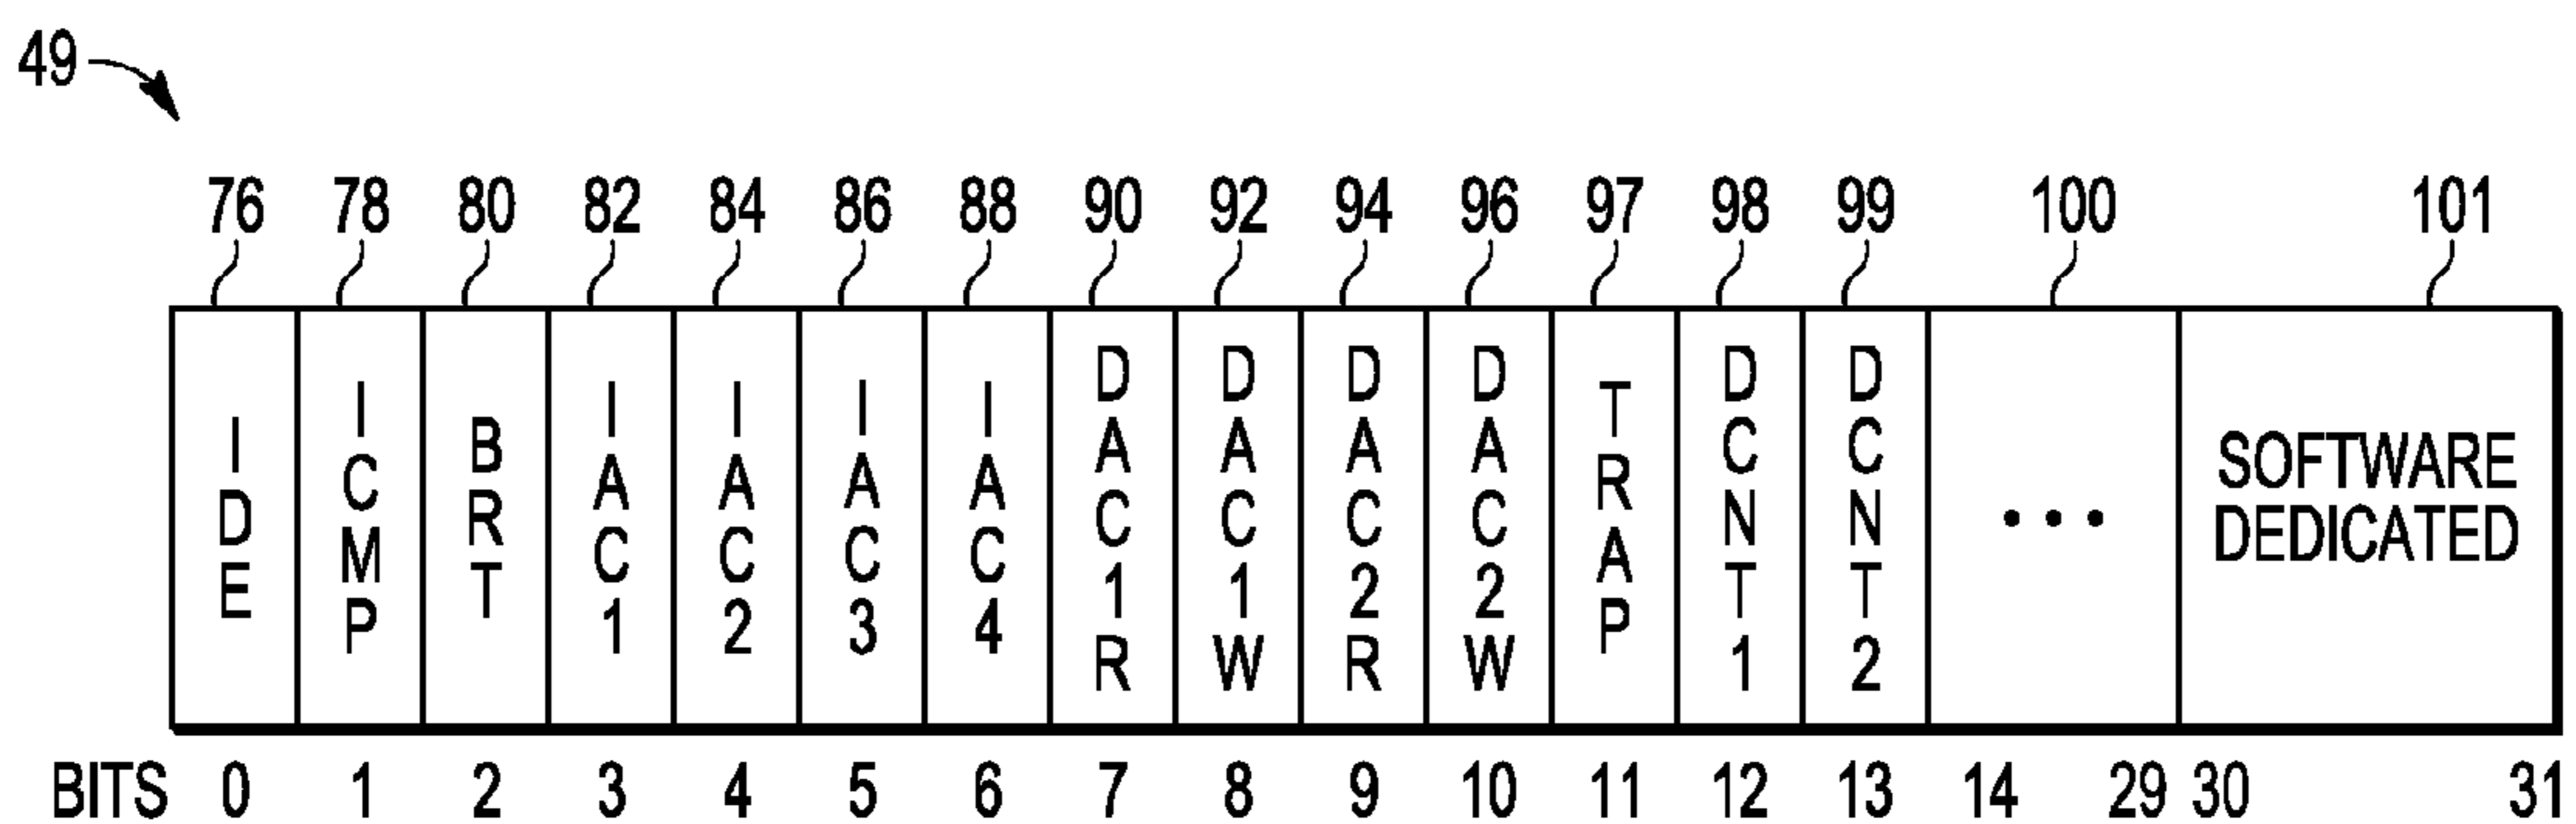 49
76 78 80 82 84 86 88 90 92 94 96 97 98 99 100 101
IDE ICMP BRT IAC1 IAC2 IAC3 IAC4 DAC1R DAC1W DAC2R DAC2W TRAP DCNT1 DCNT2 ••• SOFTWARE
DEDICATED
BITS 0 1 2 3 4 5 6 7 8 9 10 11 12 13 14 29 30 31